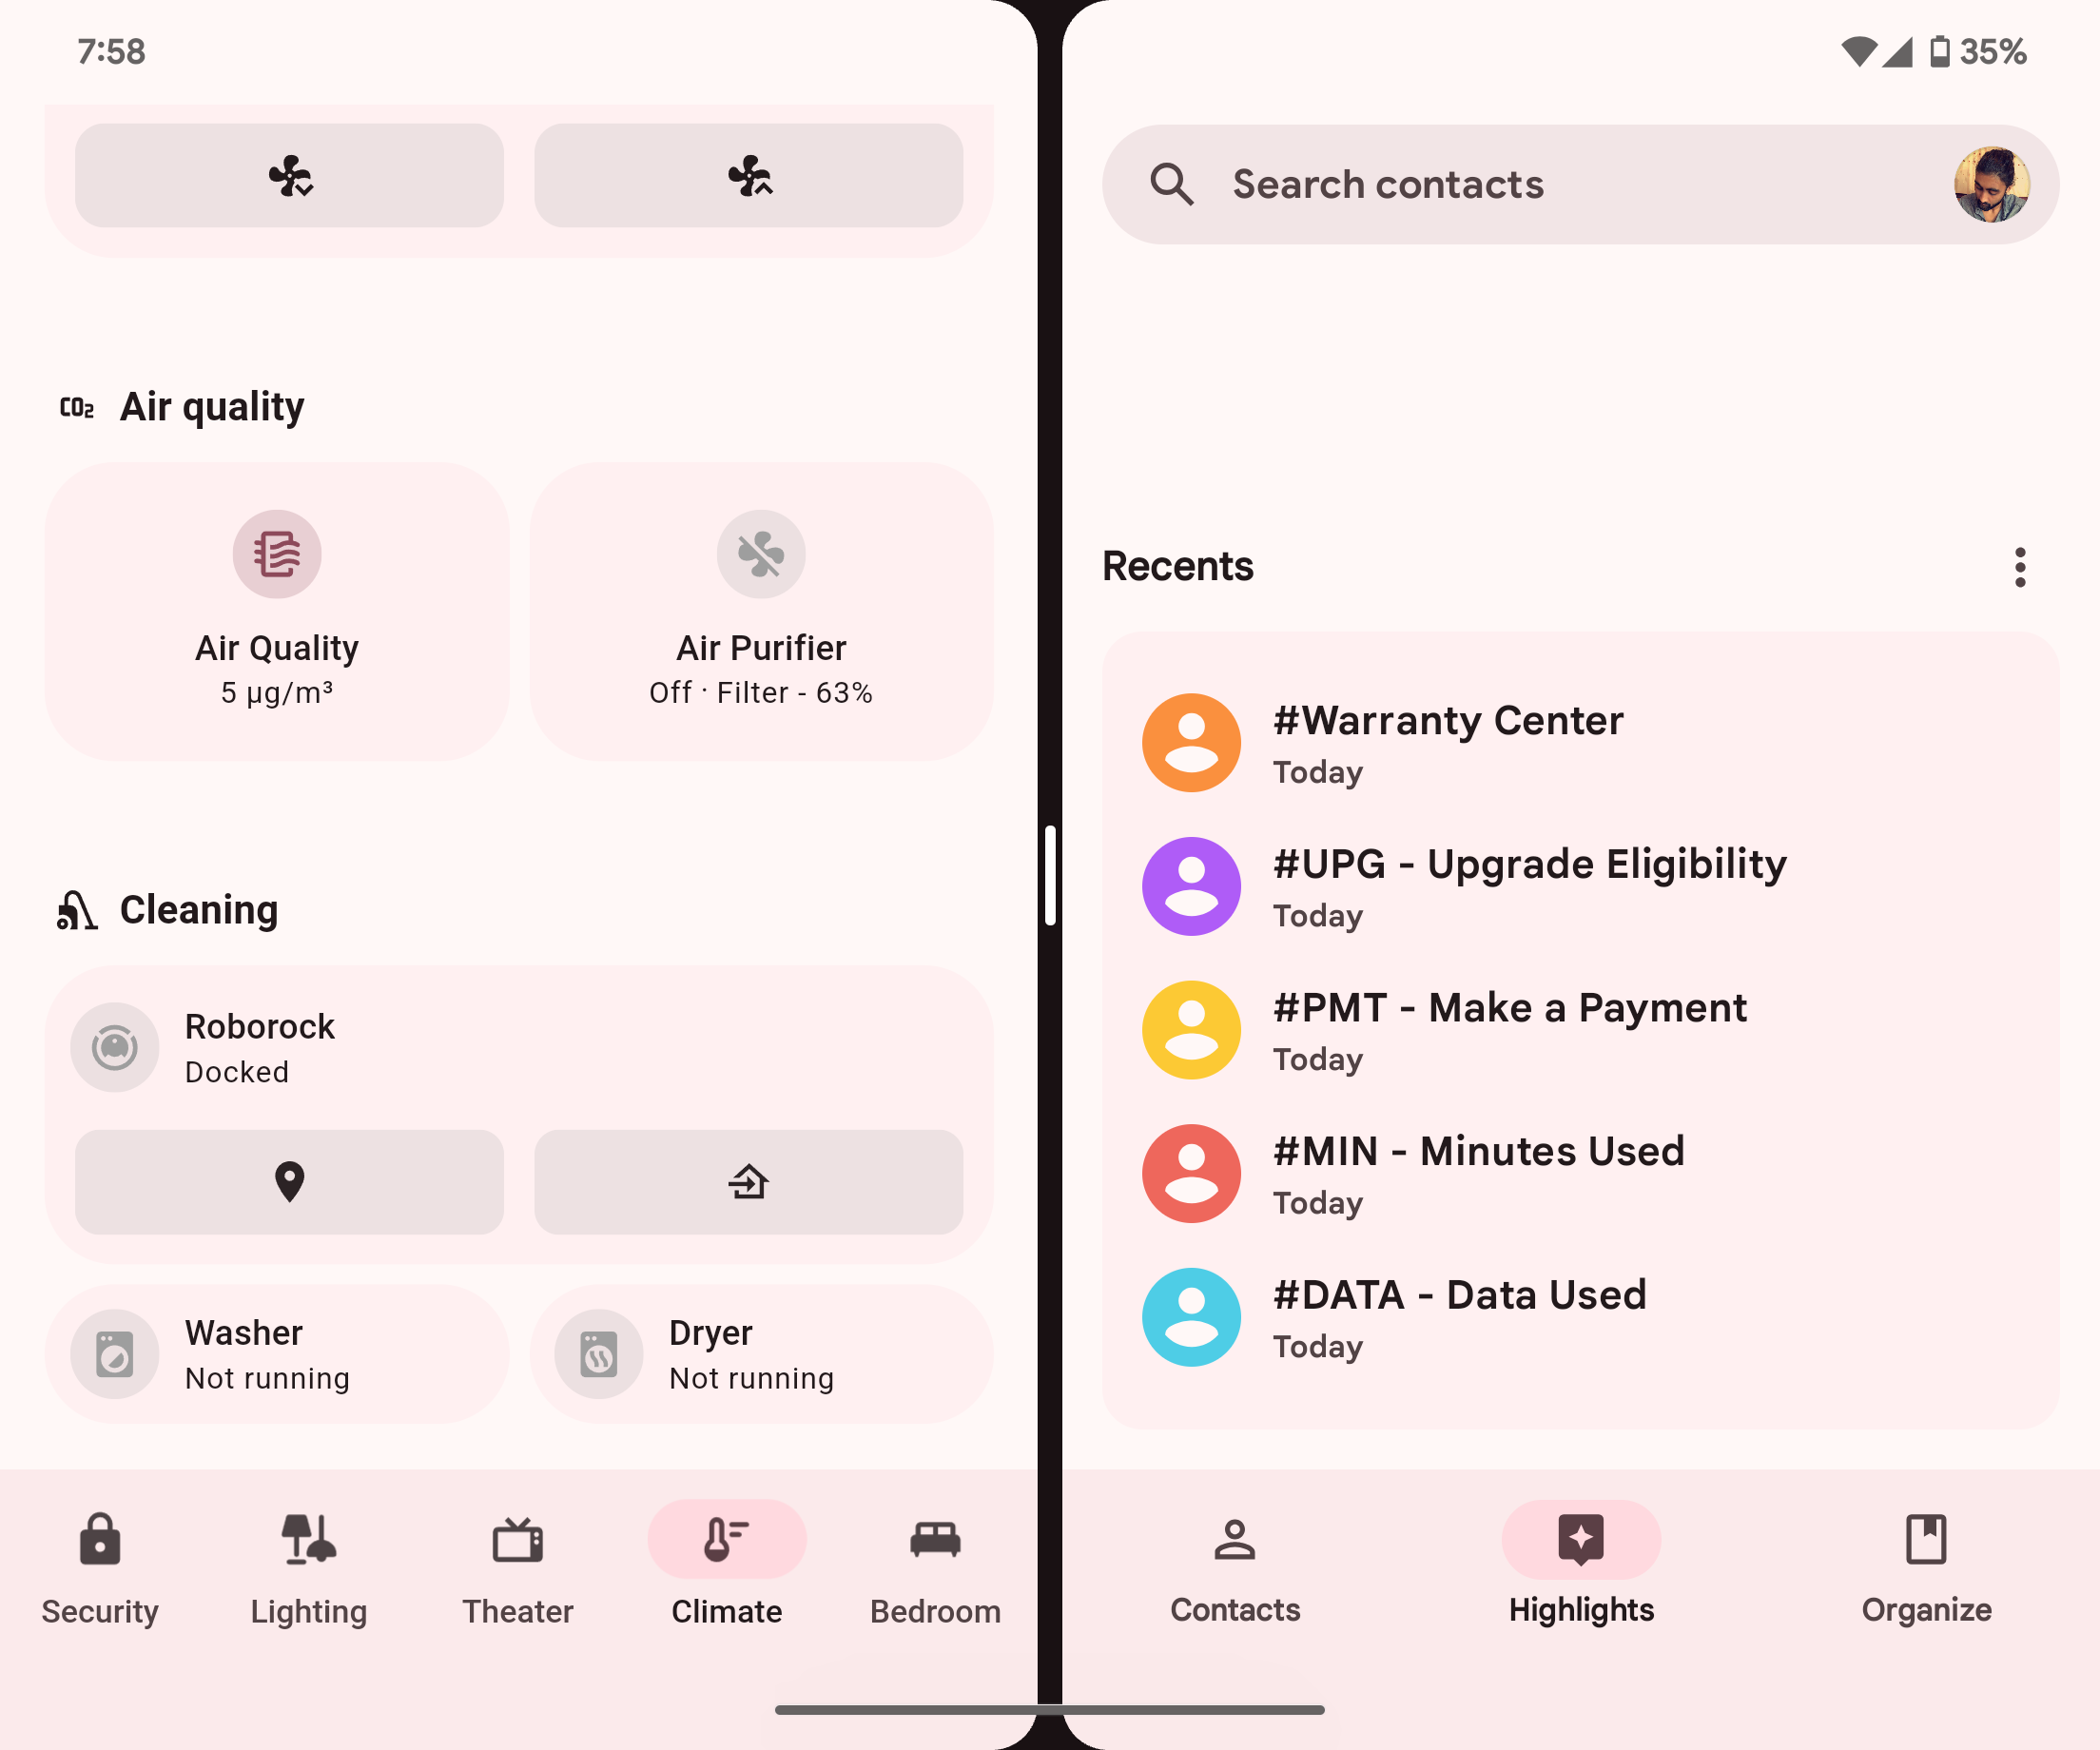 7:58
35%
Search contacts
CO₂ Air quality
Air Quality
5 µg/m³
Air Purifier
Off · Filter - 63%
Cleaning
Roborock
Docked
Washer
Not running
Dryer
Not running
Security
Lighting
Theater
Climate
Bedroom
Recents
#Warranty Center
Today
#UPG - Upgrade Eligibility
Today
#PMT - Make a Payment
Today
#MIN - Minutes Used
Today
#DATA - Data Used
Today
Contacts
Highlights
Organize